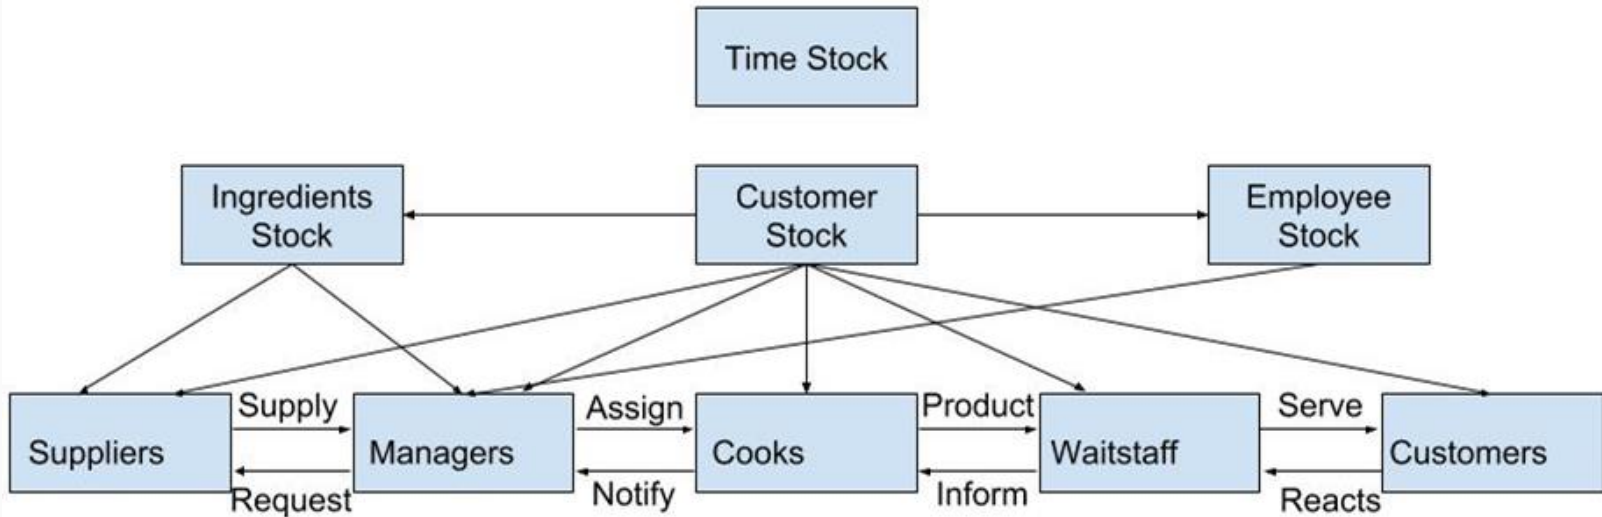 Time Stock
Ingredients
Stock
Customer
Stock
Employee
Stock
Supply
Assign
Product
Serve
Suppliers
Managers
Cooks
Waitstaff
Customers
Request
Notify
Inform
Reacts